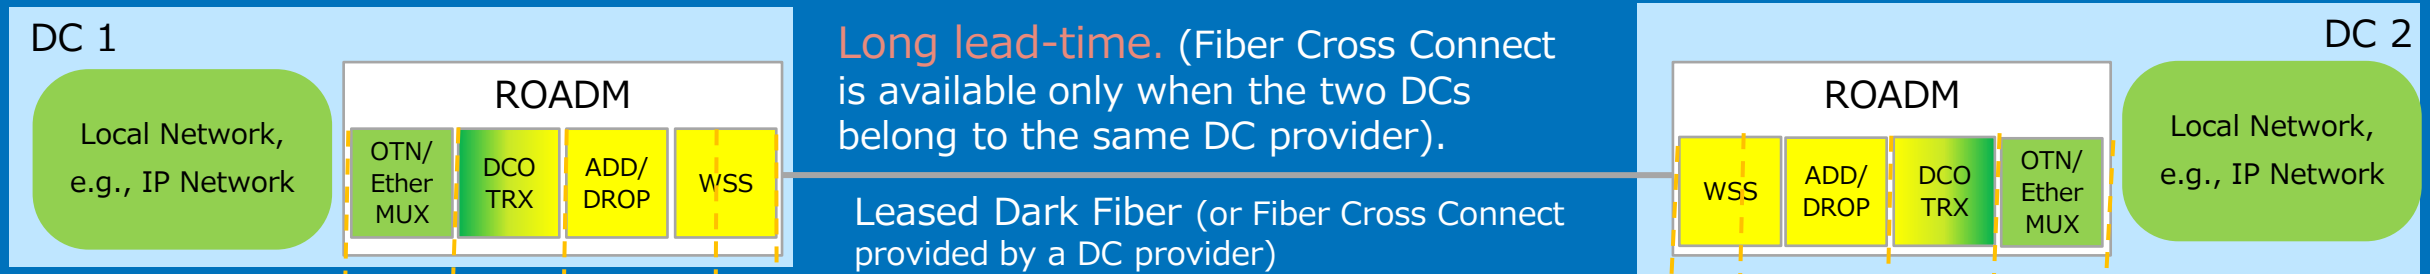 DC 1
Local Network,
e.g., IP Network
ROADM
OTN/
Ether
MUX
DCO
TRX
ADD/
DROP
WSS
Long lead-time. (Fiber Cross Connect
is available only when the two DCs
belong to the same DC provider).
Leased Dark Fiber (or Fiber Cross Connect
provided by a DC provider)
DC 2
ROADM
WSS
ADD/
DROP
DCO
TRX
OTN/
Ether
MUX
Local Network,
e.g., IP Network